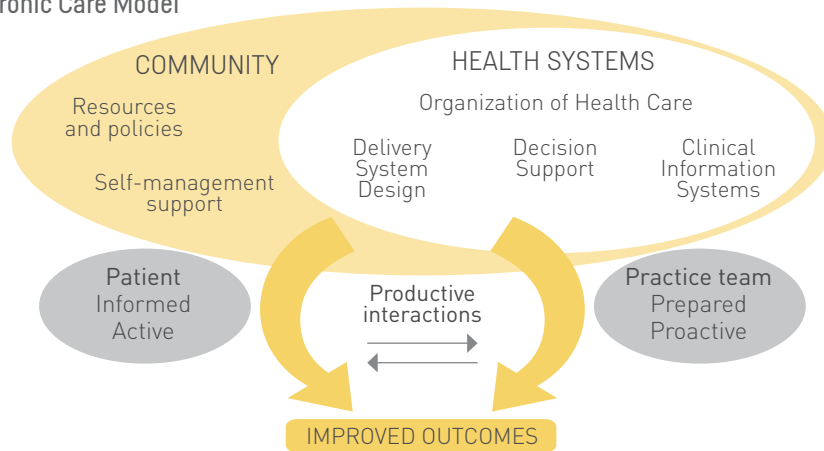 Care Model
COMMUNITY
Resources
and policies
Self-management
support
HEALTH SYSTEMS
Organization of Health Care
Delivery
System
Design
Decision
Support
Clinical
Information
Systems
Patient
Informed
Active
Productive
interactions
Practice team
Prepared
Proactive
IMPROVED OUTCOMES